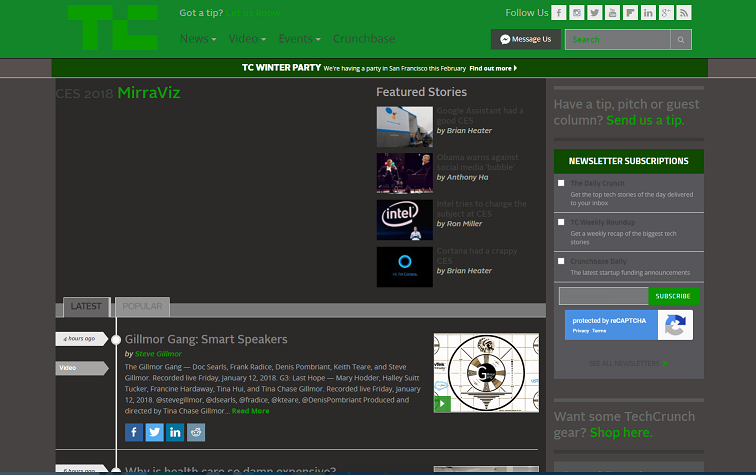 TC
Got a tip? Let us know.
Follow Us
News Video Events Crunchbase
Message Us
Search
TC WINTER PARTY We're having a party in San Francisco this February Find out more
CES 2018 MirraViz
Featured Stories
Google Assistant had a
good CES
by Brian Heater
Obama warns against
social media 'bubble'
by Anthony Ha
intel
Intel tries to change the
subject at CES
by Ron Miller
Cortana had a crappy
CES
by Brian Heater
Have a tip, pitch or guest
column? Send us a tip.
NEWSLETTER SUBSCRIPTIONS
The Daily Crunch
Get the top tech stories of the day delivered
to your inbox
TC Weekly Roundup
Get a weekly recap of the biggest tech
stories
Crunchbase Daily
The latest startup funding announcements
SUBSCRIBE
protected by reCAPTCHA
Privacy - Terms
SEE ALL NEWSLETTERS
LATEST POPULAR
4 hours ago
Video
Gillmor Gang: Smart Speakers
by Steve Gillmor
The Gillmor Gang — Doc Searls, Frank Radice, Denis Pombriant, Keith Teare, and Steve
Gillmor. Recorded live Friday, January 12, 2018. G3: Last Hope — Mary Hodder, Halley Suitt
Tucker, Francine Hardaway, Tina Hui, and Tina Chase Gillmor. Recorded live Friday, January
12, 2018. @stevegillmor, @dsearls, @fradice, @kteare, @DenisPombriant Produced and
directed by Tina Chase Gillmor... Read More
Want some TechCrunch
gear? Shop here.
Why is health care so damn expensive?